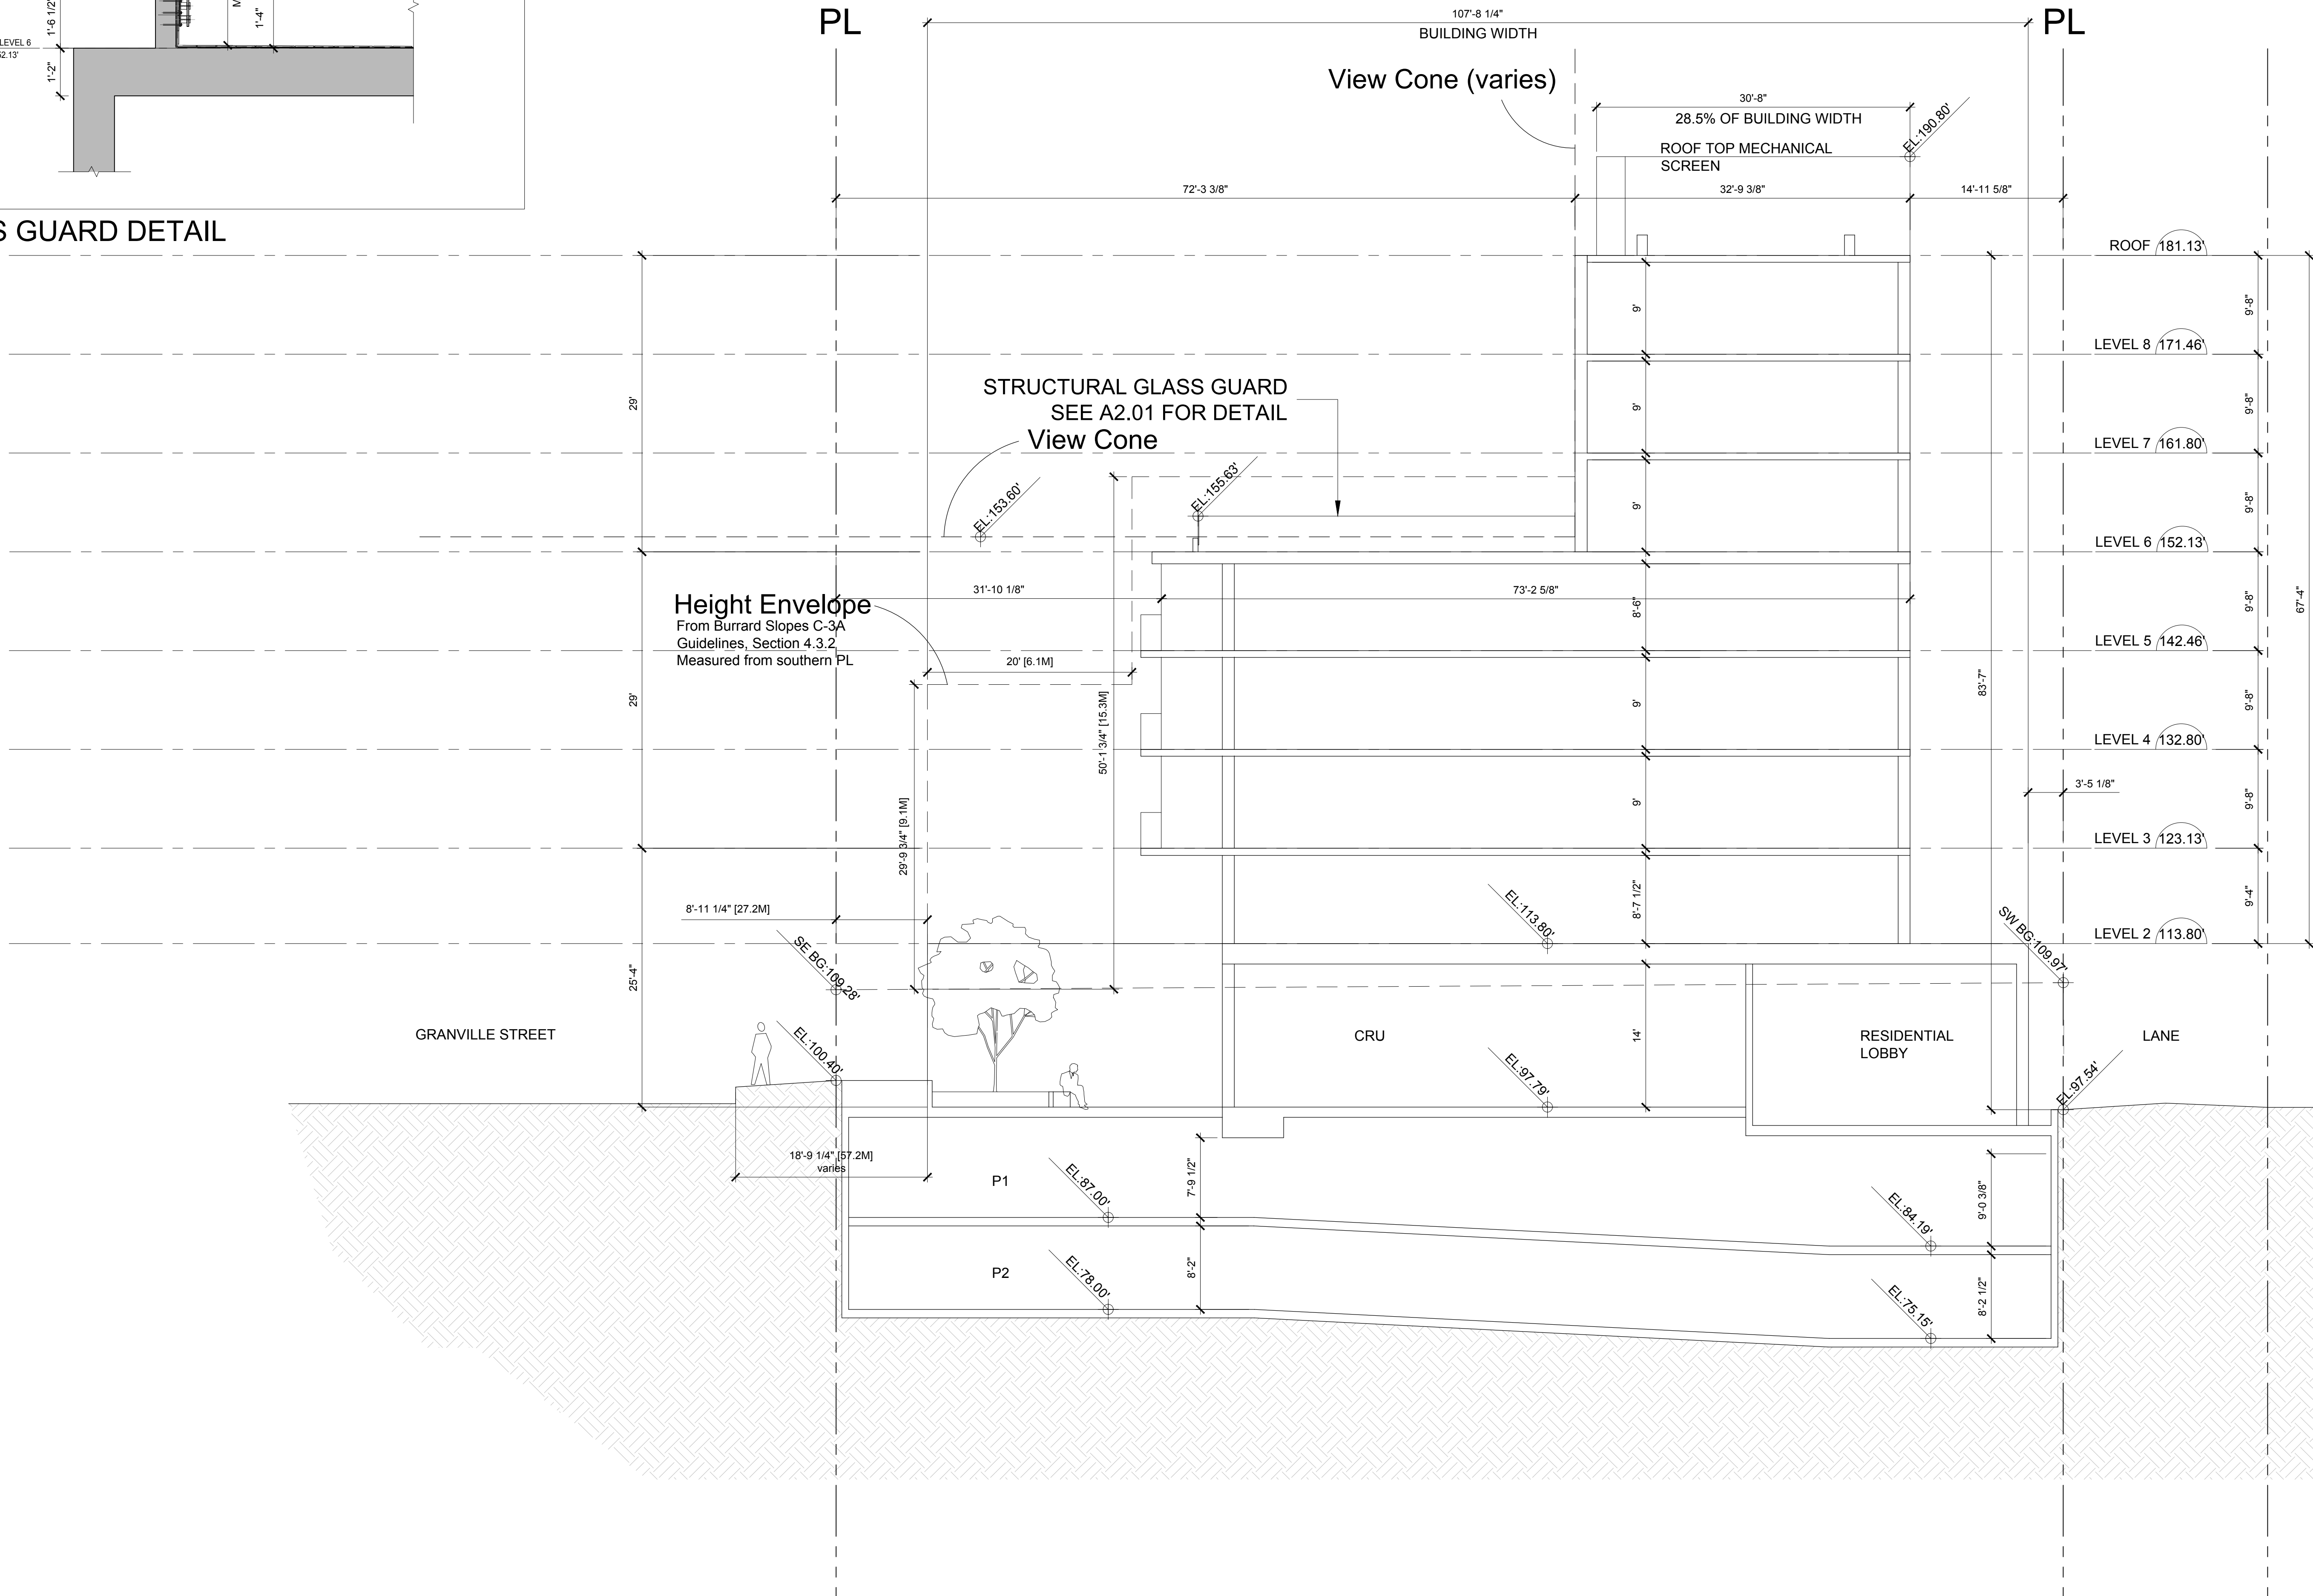 1'-6 1/2"
1'-4"
LEVEL 6
1'-2"
S GUARD DETAIL
PL
PL
107'-8 1/4"
BUILDING WIDTH
View Cone (varies)
30'-8"
28.5% OF BUILDING WIDTH
EL:190.80'
ROOF TOP MECHANICAL
SCREEN
72'-3 3/8"
32'-9 3/8"
14'-11 5/8"
ROOF 181.13'
9'-8"
LEVEL 8 171.46'
9'-8"
LEVEL 7 161.80'
9'-8"
LEVEL 6 152.13'
9'-8"
LEVEL 5 142.46'
9'-8"
LEVEL 4 132.80'
9'-8"
LEVEL 3 123.13'
9'-4"
LEVEL 2 113.80'
67'-4"
3'-5 1/8"
83'-7"
29'
29'
25'-4"
9'
9'
9'
8'-6"
9'
9'
8'-7 1/2"
14'
STRUCTURAL GLASS GUARD
SEE A2.01 FOR DETAIL
View Cone
EL:153.60'
EL:155.63'
31'-10 1/8"
73'-2 5/8"
Height Envelope
From Burrard Slopes C-3A
Guidelines, Section 4.3.2
Measured from southern PL
20' [6.1M]
50'-1 3/4" [15.3M]
29'-9 3/4" [9.1M]
8'-11 1/4" [27.2M]
SE BG:109.28'
EL:113.80'
SW BG:109.97'
GRANVILLE STREET
EL:100.40'
CRU
EL:97.79'
RESIDENTIAL
LOBBY
LANE
EL:97.54'
18'-9 1/4" [57.2M]
varies
P1
EL:87.00'
7'-9 1/2"
EL:84.19'
9'-0 3/8"
P2
EL:78.00'
8'-2"
EL:75.15'
8'-2 1/2"